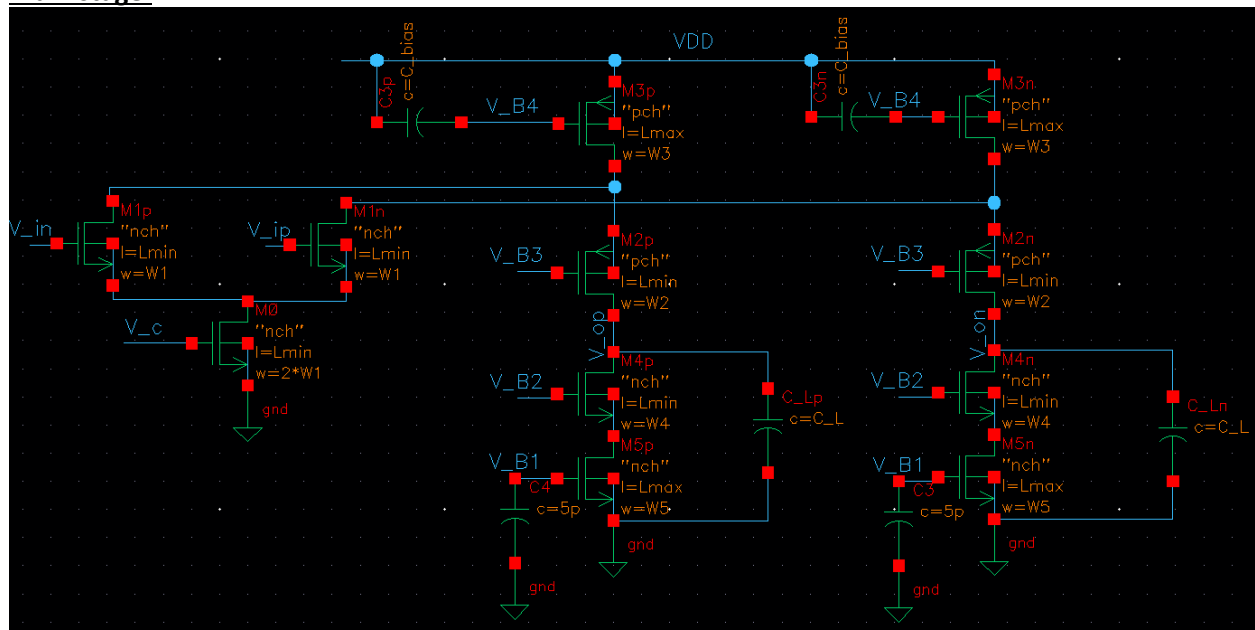 VDD
C3p
c=C_bias
V_B4
M3p
"pch"
l=Lmax
w=W3
C3n
c=C_bias
V_B4
M3n
"pch"
l=Lmax
w=W3
V_in
M1p
"nch"
l=Lmin
w=W1
V_ip
M1n
"nch"
l=Lmin
w=W1
V_B3
M2p
"pch"
l=Lmin
w=W2
V_B3
M2n
"pch"
l=Lmin
w=W2
V_c
M0
"nch"
l=Lmin
w=2*W1
gnd
V_op
V_on
V_B2
M4p
"nch"
l=Lmin
w=W4
C_Lp
c=C_L
V_B2
M4n
"nch"
l=Lmin
w=W4
C_Ln
c=C_L
V_B1
M5p
"nch"
l=Lmax
w=W5
C4
c=5p
gnd
gnd
V_B1
M5n
"nch"
l=Lmax
w=W5
C3
c=5p
gnd
gnd